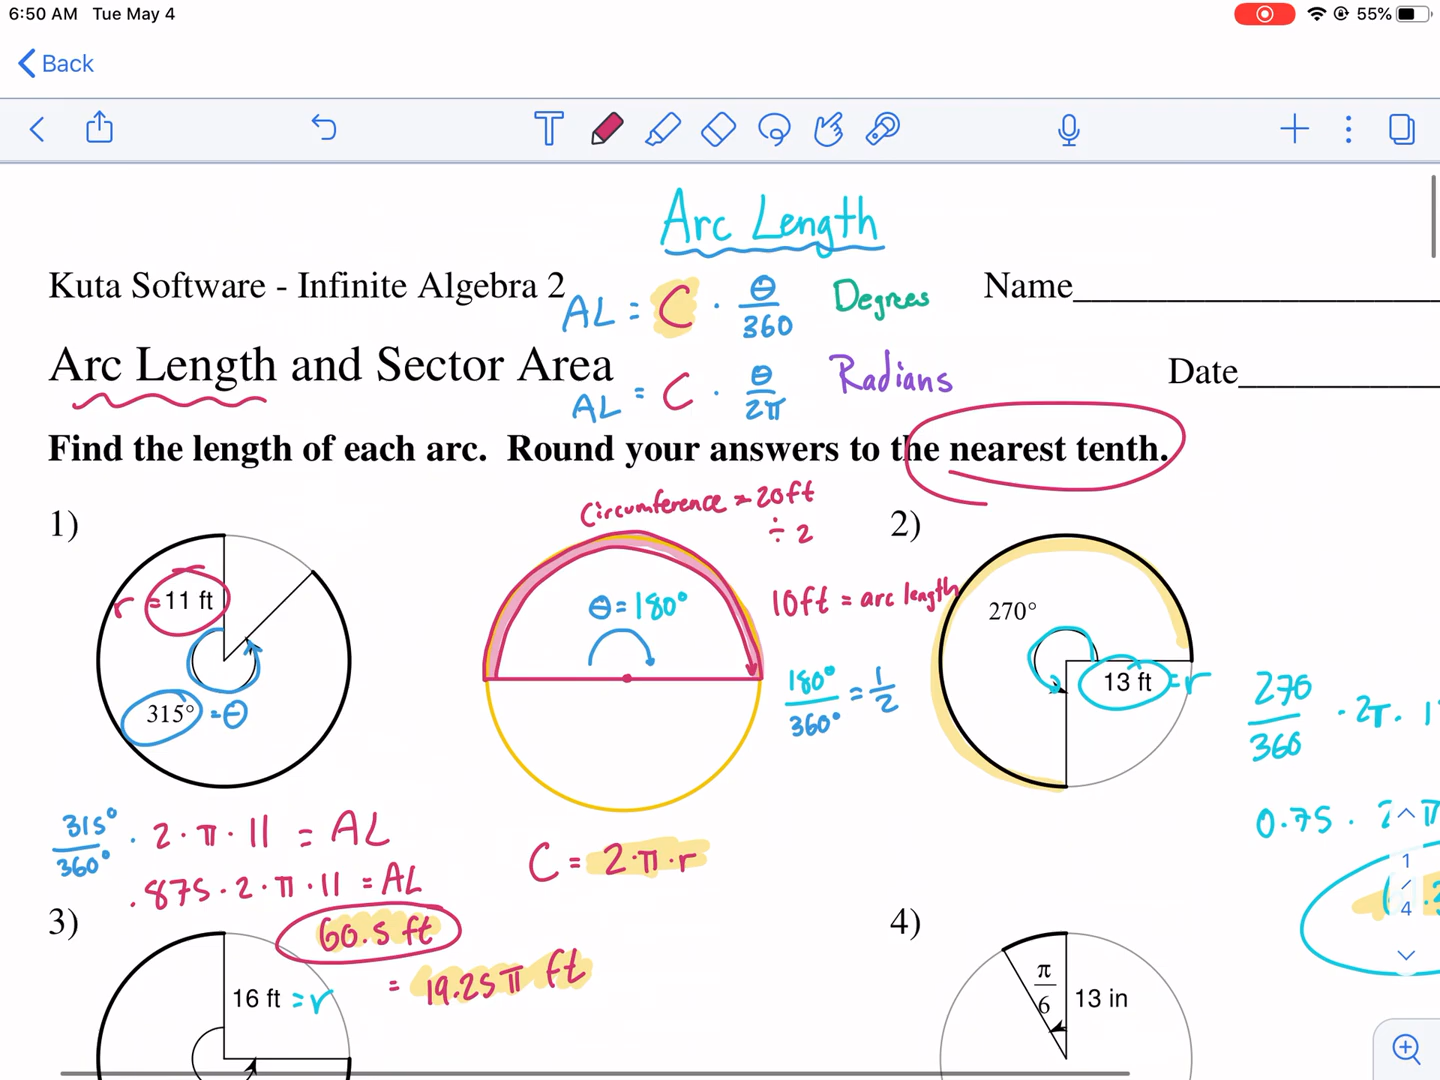 6:50 AM Tue May 4
55%
Back
Arc Length
Kuta Software - Infinite Algebra 2
Name
AL = C · θ/360 Degrees
Arc Length and Sector Area
Date
AL = C · θ/2π Radians
Find the length of each arc. Round your answers to the nearest tenth.
1)
r = 11 ft
315° = θ
315°/360° · 2 · π · 11 = AL
.875 · 2 · π · 11 = AL
60.5 ft
= 19.25 π ft
Circumference = 20ft
÷ 2
θ = 180°
10ft = arc length
180°/360° = 1/2
C = 2·π·r
2)
270°
13 ft = r
270/360 · 2π ·
0.75 · 2
1
/
4
3)
16 ft = r
4)
π/6
13 in